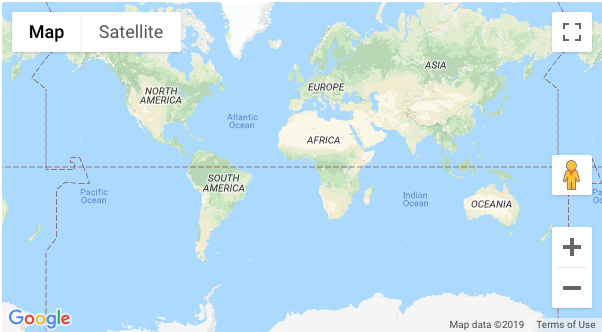 Map
Satellite
ASIA
NORTH
AMERICA
EUROPE
Atlantic
Ocean
AFRICA
SOUTH
AMERICA
Pacific
Ocean
Indian
Ocean
OCEANIA
Google
Map data ©2019
Terms of Use